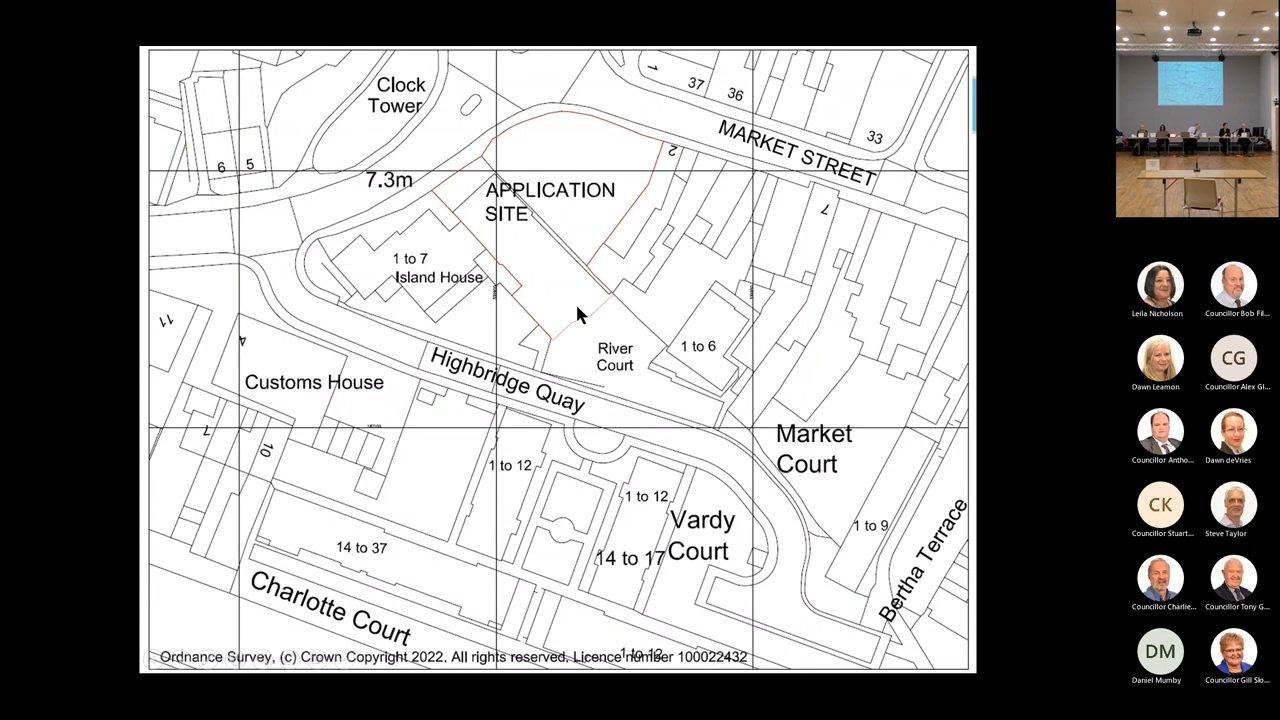 Clock
Tower
1
37
36
33
MARKET STREET
6
5
7.3m
2
APPLICATION
SITE
7
1 to 7
Island House
11
4
River
Court
1 to 6
Highbridge Quay
Customs House
7
10
Market
Court
1 to 12
1 to 12
Vardy
Court
14 to 17
1 to 9
14 to 37
Bertha Terrace
Charlotte Court
1 to 12
Ordnance Survey, (c) Crown Copyright 2022. All rights reserved. Licence number 100022432
Leila Nicholson
Councillor Bob Fil...
CG
Dawn Leamon
Councillor Alex Gl...
Councillor Antho...
Dawn deVries
CK
Councillor Stuart...
Steve Taylor
Councillor Charlie...
Councillor Tony G...
DM
Daniel Mumby
Councillor Gill Slo...